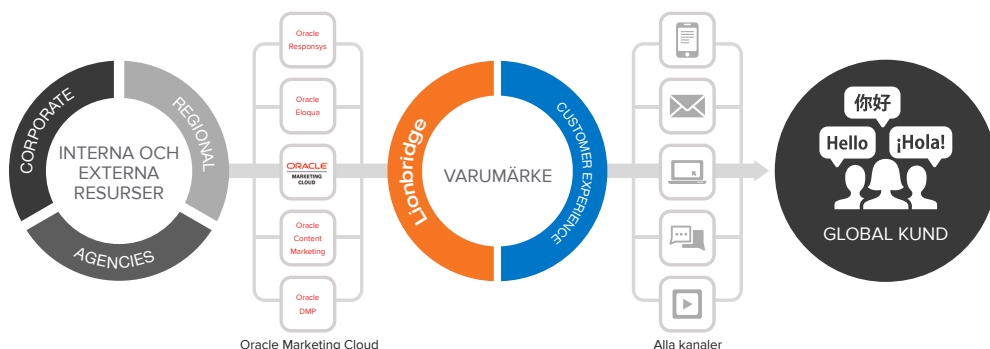 CORPORATE
REGIONAL
AGENCIES
INTERNA OCH
EXTERNA
RESURSER
Oracle
Responsys
Oracle
Eloqua
ORACLE
MARKETING
CLOUD
Oracle
Content
Marketing
Oracle
DMP
Oracle Marketing Cloud
Lionbridge
VARUMÄRKE
CUSTOMER EXPERIENCE
Alla kanaler
你好
Hello
¡Hola!
GLOBAL KUND